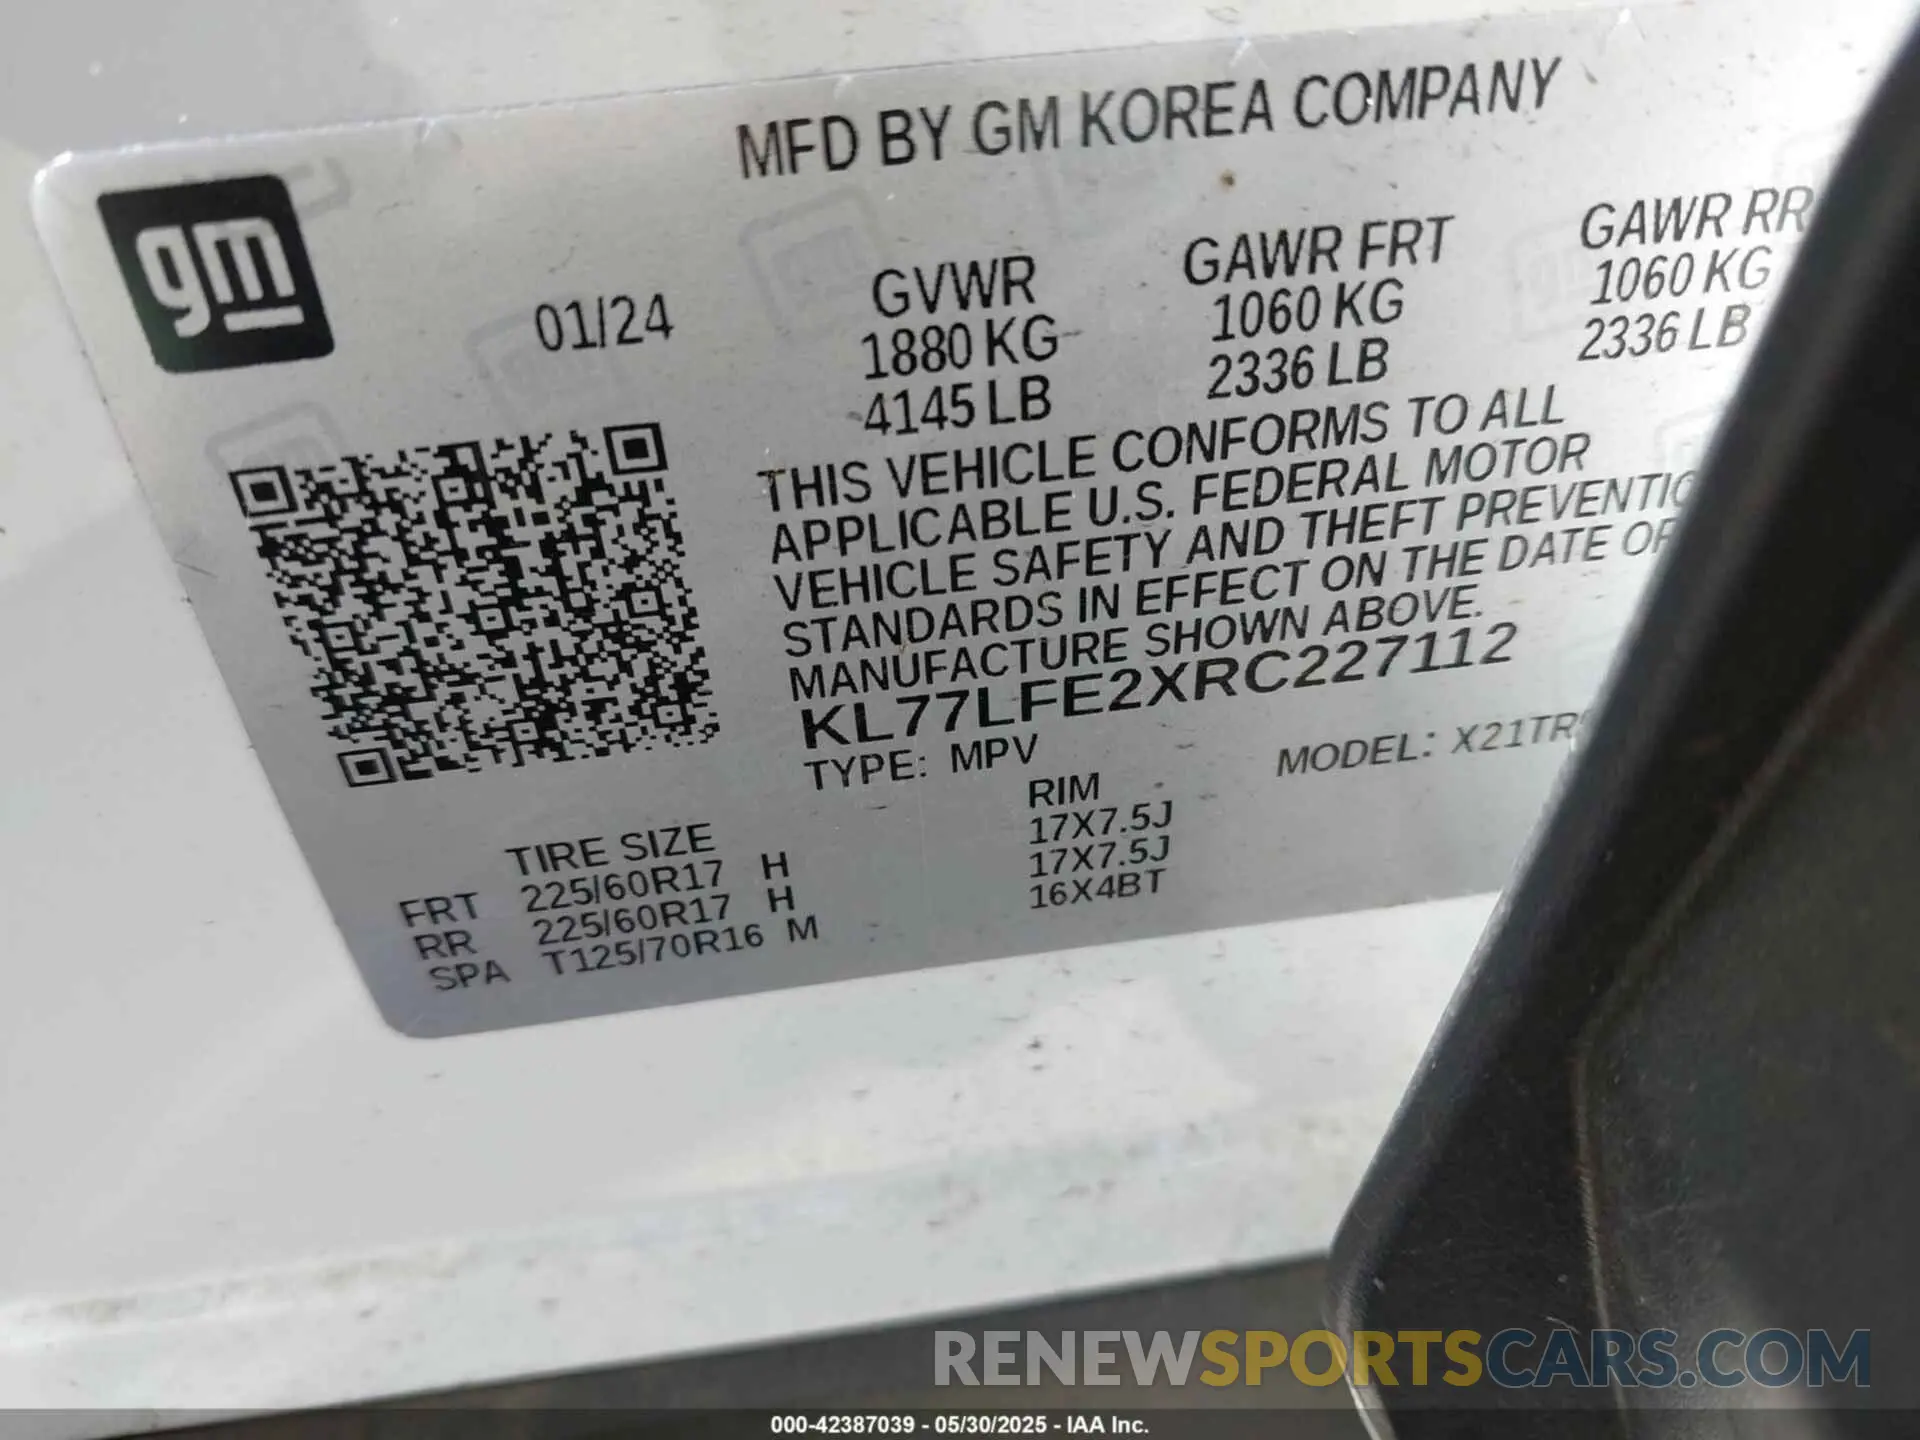 gm
MFD BY GM KOREA COMPANY
01/24
GVWR
1880 KG
4145 LB
GAWR FRT
1060 KG
2336 LB
GAWR RR
1060 KG
2336 LB
THIS VEHICLE CONFORMS TO ALL
APPLICABLE U.S. FEDERAL MOTOR
VEHICLE SAFETY AND THEFT
STANDARDS IN EFFECT ON THE DATE
MANUFACTURE SHOWN ABOVE.
KL77LFE2XRC227112
TYPE: MPV
MODEL:
TIRE SIZE
RIM
FRT 225/60R17 H 17X7.5J
RR 225/60R17 H 17X7.5J
SPA T125/70R16 M 16X4BT
RENEWSPORTSCARS.COM
000-42387039 - 05/30/2025 - IAA Inc.